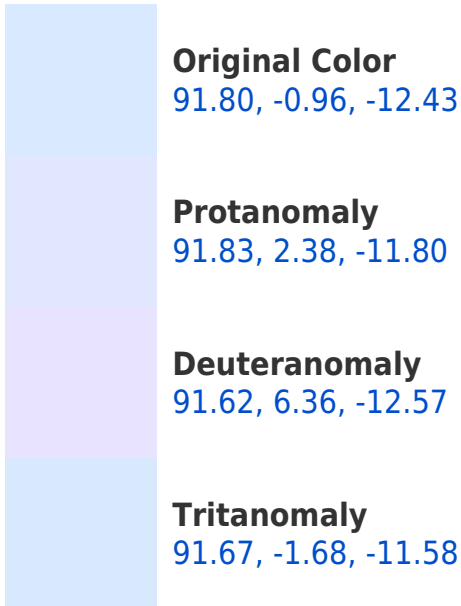 Original Color
91.80, -0.96, -12.43
Protanomaly
91.83, 2.38, -11.80
Deuteranomaly
91.62, 6.36, -12.57
Tritanomaly
91.67, -1.68, -11.58